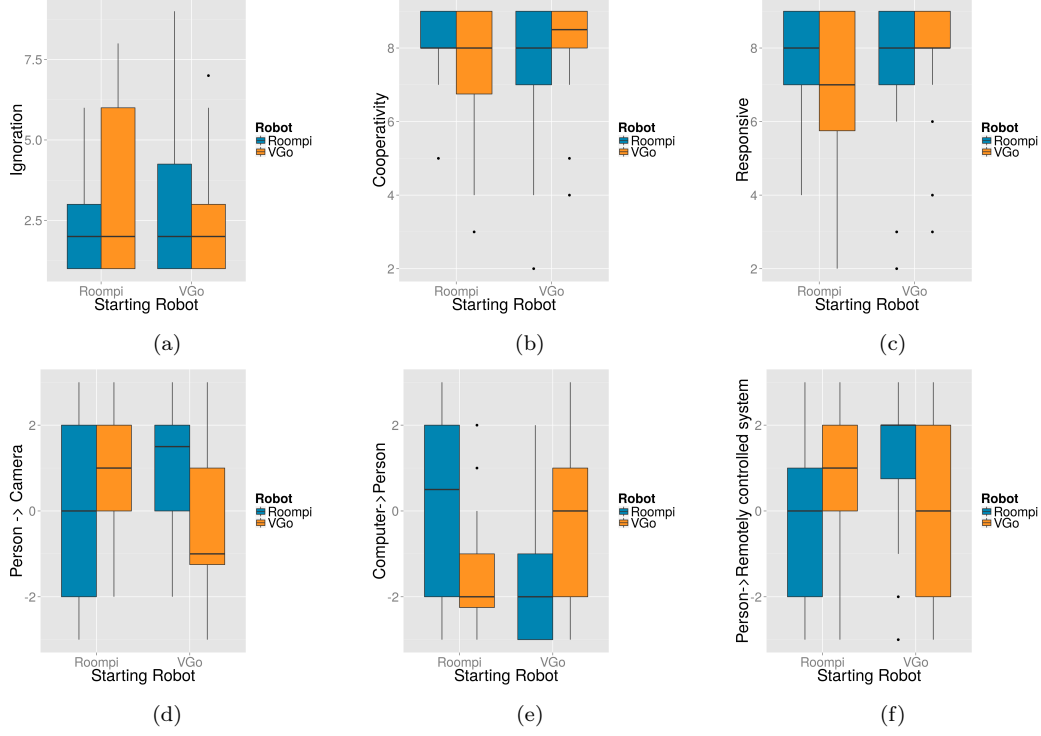 Ignoration
7.5
5.0
2.5
Roompi VGo
Starting Robot
Robot
Roompi
VGo
(a)
Cooperativity
8
6
4
2
Roompi VGo
Starting Robot
Robot
Roompi
VGo
(b)
Responsive
8
6
4
2
Roompi VGo
Starting Robot
Robot
Roompi
VGo
(c)
Person -> Camera
2
0
-2
Roompi VGo
Starting Robot
Robot
Roompi
VGo
(d)
Computer->Person
2
0
-2
Roompi VGo
Starting Robot
Robot
Roompi
VGo
(e)
Person->Remotely controlled system
2
0
-2
Roompi VGo
Starting Robot
Robot
Roompi
VGo
(f)